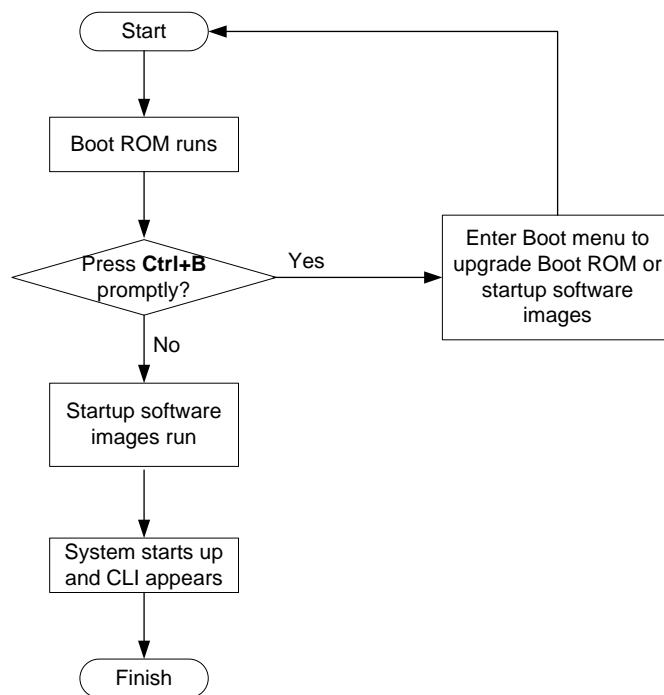 Start
Boot ROM runs
Press Ctrl+B
promptly?
Yes
Enter Boot menu to
upgrade Boot ROM or
startup software
images
No
Startup software
images run
System starts up
and CLI appears
Finish